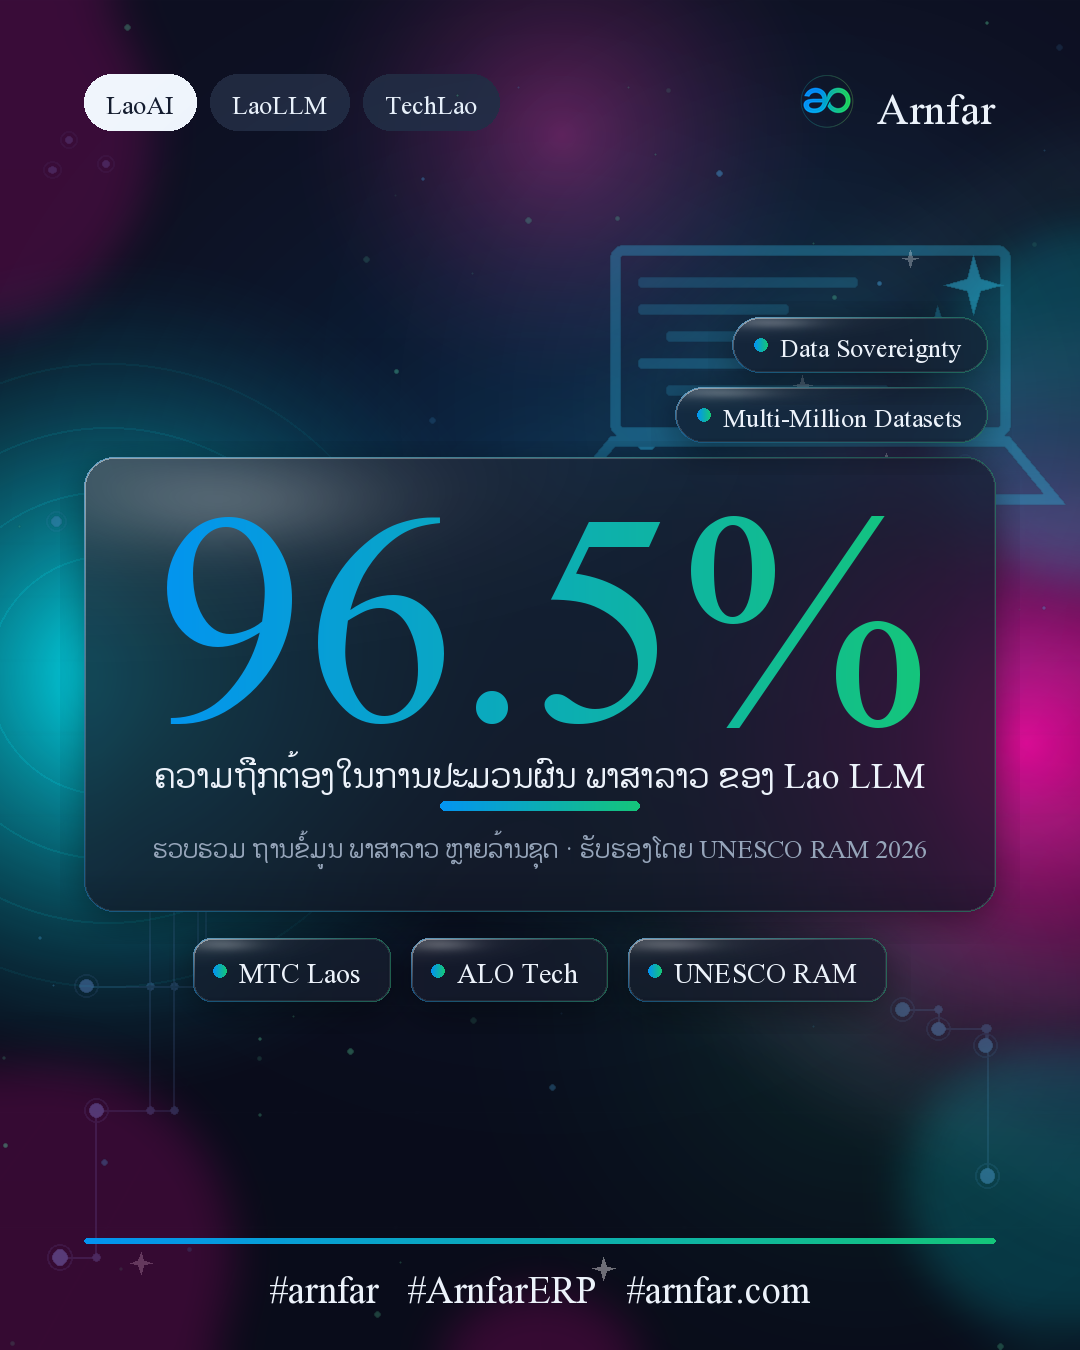 LaoAI LaoLLM TechLao
Arnfar
Data Sovereignty
Multi-Million Datasets
96.5%
ຄວາມຖືກຕ້ອງໃນການປະມວນຜົນ ພາສາລາວ ຂອງ Lao LLM
ຮວບຮວມ ຖານຂໍ້ມູນ ພາສາລາວ ຫຼາຍລ້ານຊຸດ · ຮັບຮອງໂດຍ UNESCO RAM 2026
MTC Laos ALO Tech UNESCO RAM
#arnfar #ArnfarERP #arnfar.com